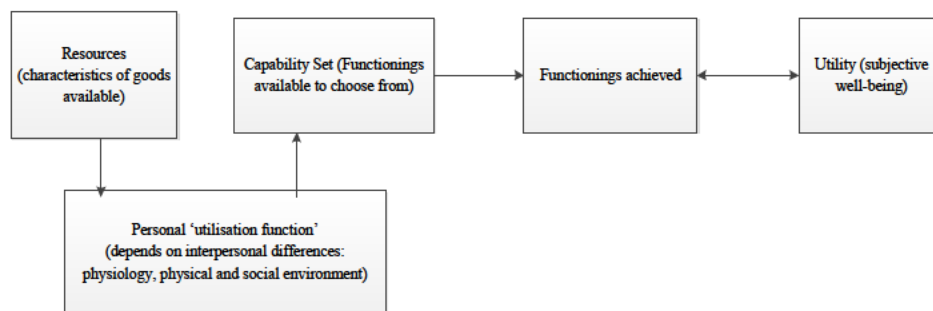 Resources
(characteristics of goods
available)
Capability Set (Functionings
available to choose from)
Functionings achieved
Utility (subjective
well-being)
Personal ‘utilisation function’
(depends on interpersonal differences:
physiology, physical and social environment)